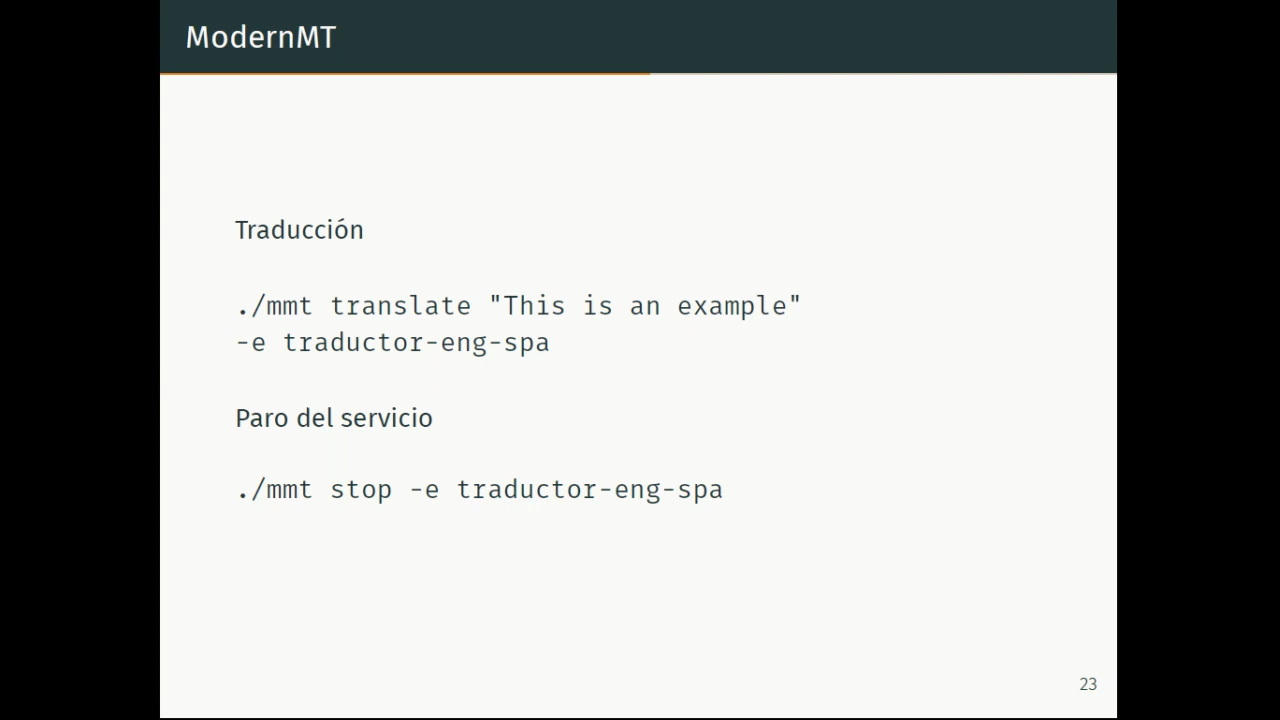 ModernMT
Traducción
./mmt translate "This is an example"
-e traductor-eng-spa
Paro del servicio
./mmt stop -e traductor-eng-spa
23